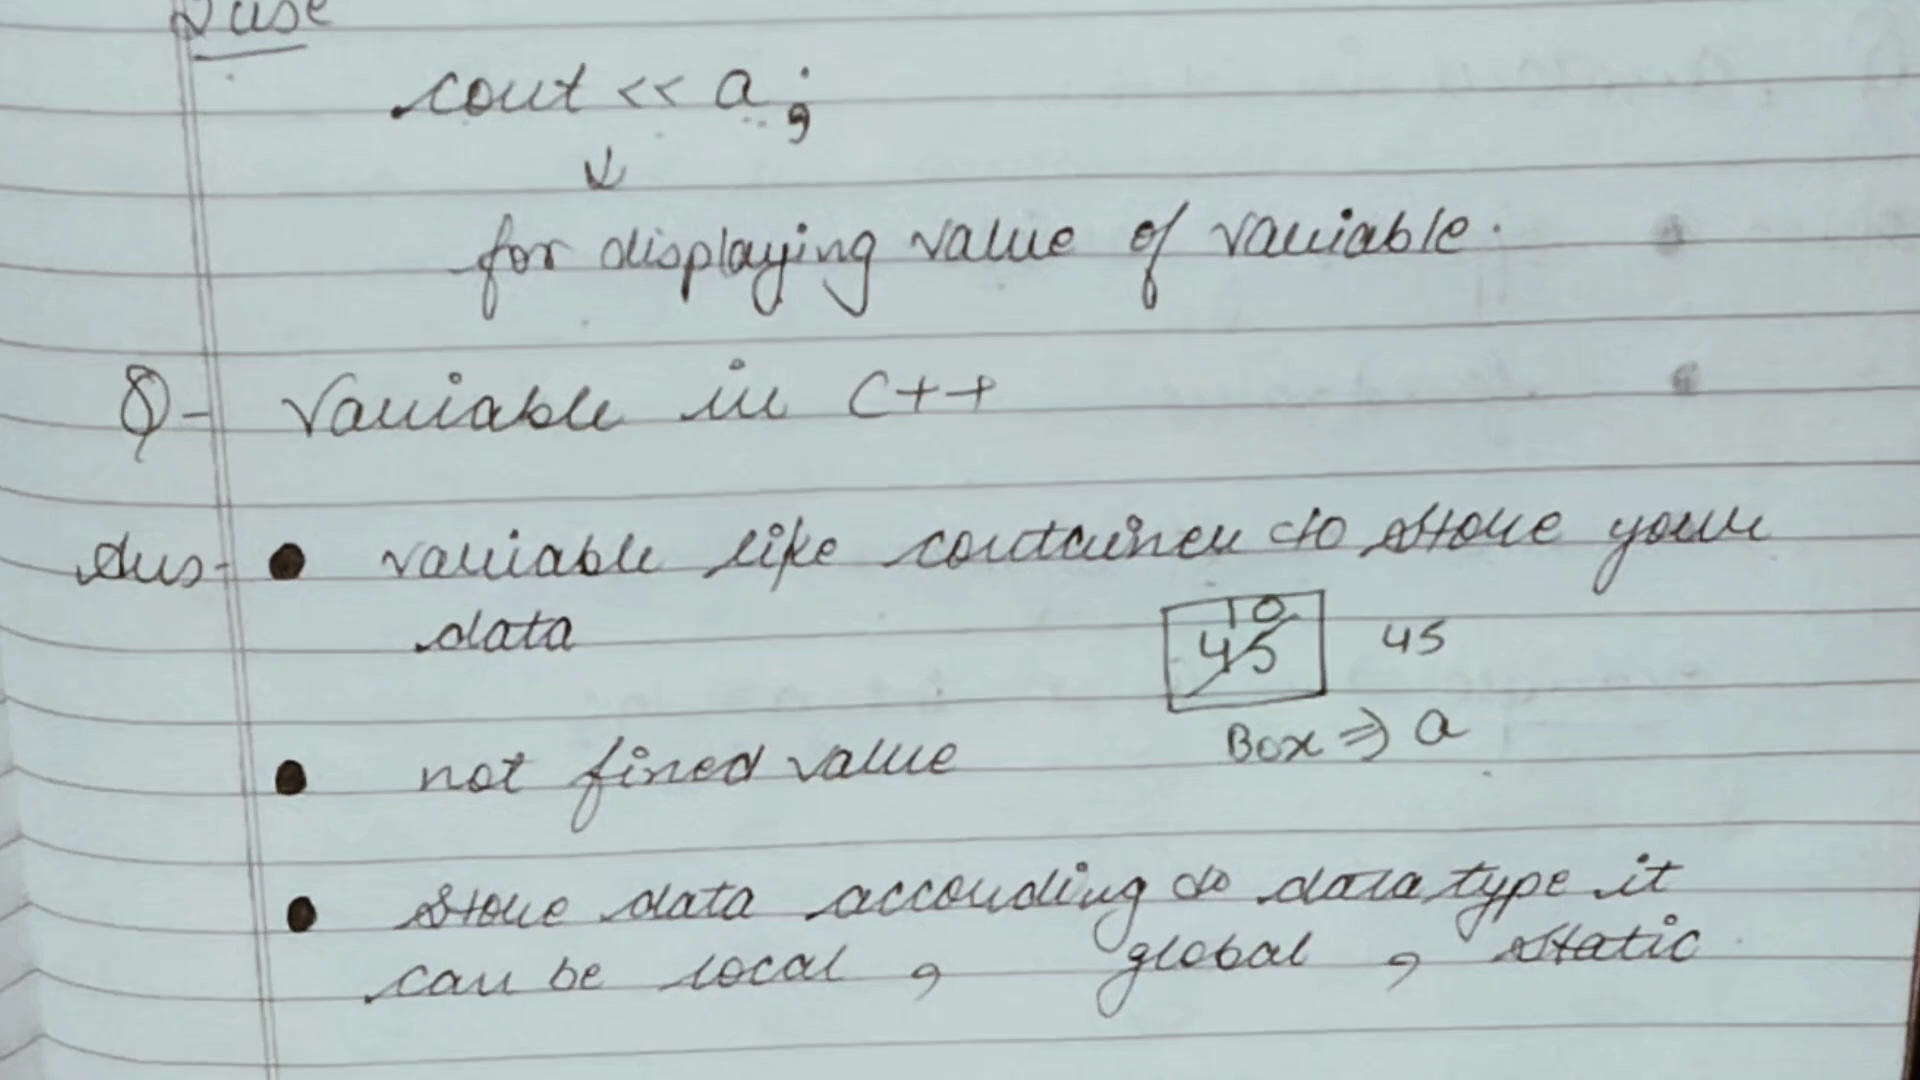 cout << a ;
↓
for displaying value of variable.
Q- Variable in C++
Ans- ● variable like container to store your
data
10
45
45
Box ⇒ a
● not fixed value
● store data according to data type it
can be local , global , static